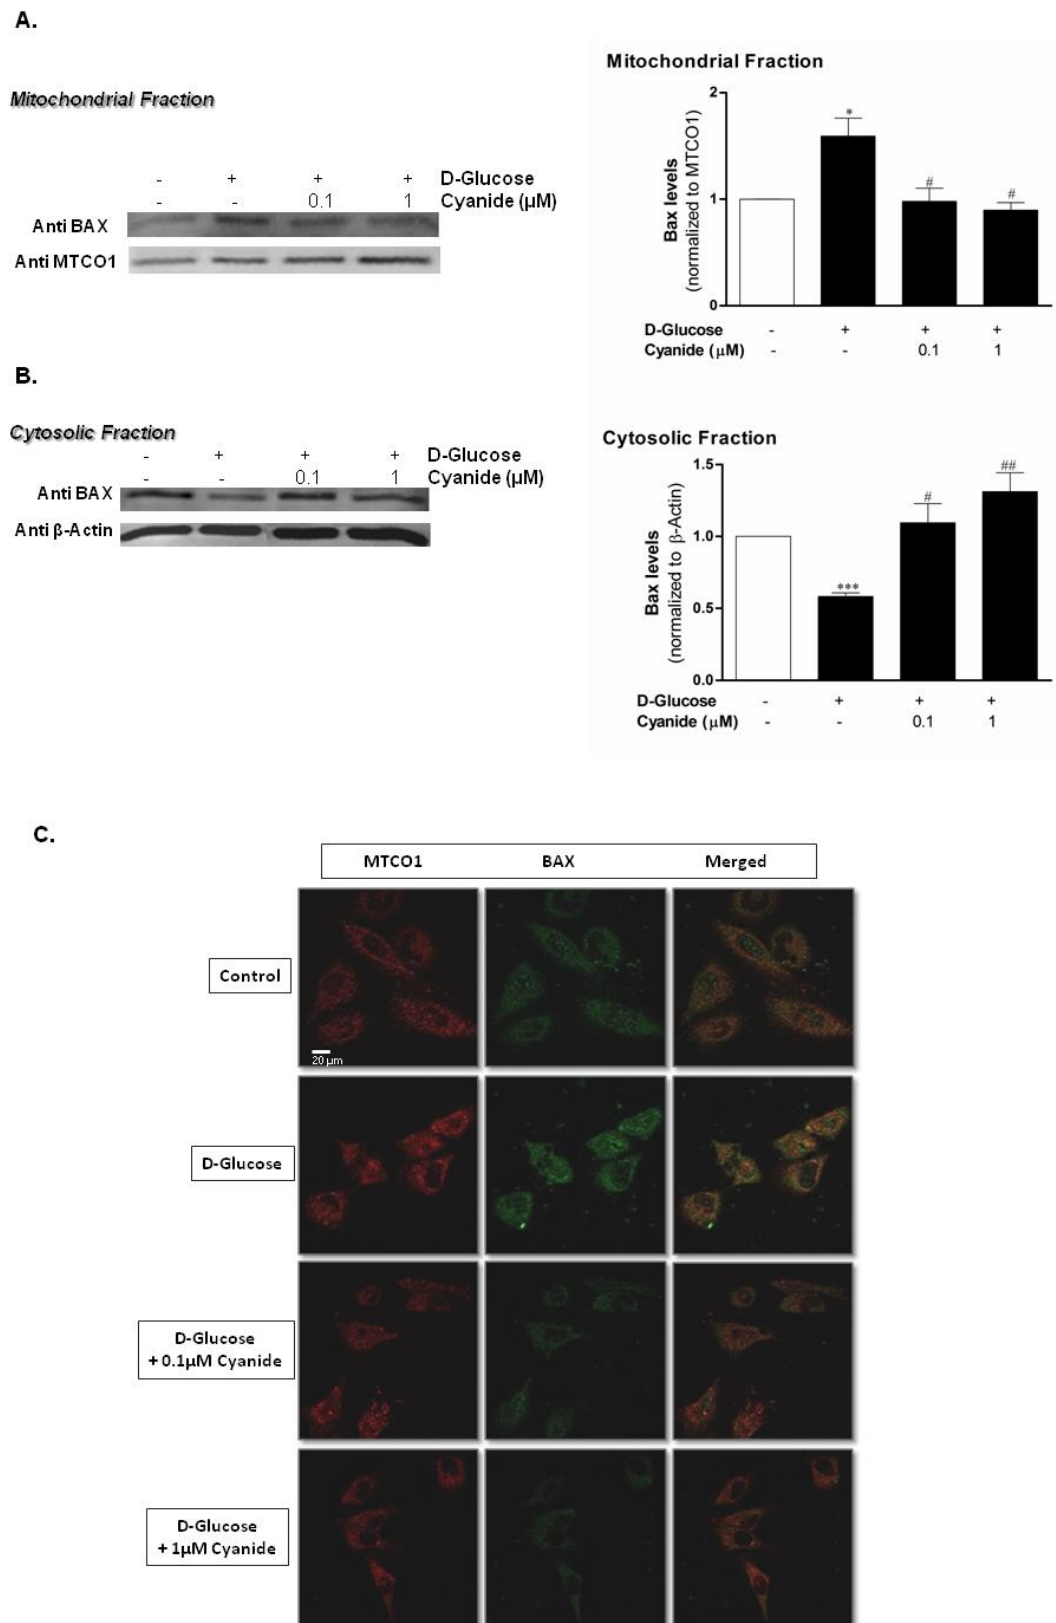 A.
Mitochondrial Fraction
- + + + D-Glucose
- - 0.1 1 Cyanide (µM)
Anti BAX
Anti MTCO1
Mitochondrial Fraction
Bax levels
(normalized to MTCO1)
2
1
0
*
#
#
D-Glucose - + + +
Cyanide (µM) - - 0.1 1
B.
Cytosolic Fraction
- + + + D-Glucose
- - 0.1 1 Cyanide (µM)
Anti BAX
Anti β-Actin
Cytosolic Fraction
Bax levels
(normalized to β-Actin)
1.5
1.0
0.5
0.0
***
#
##
D-Glucose - + + +
Cyanide (µM) - - 0.1 1
C.
MTCO1 BAX Merged
Control
20 µm
D-Glucose
D-Glucose
+ 0.1µM Cyanide
D-Glucose
+ 1µM Cyanide